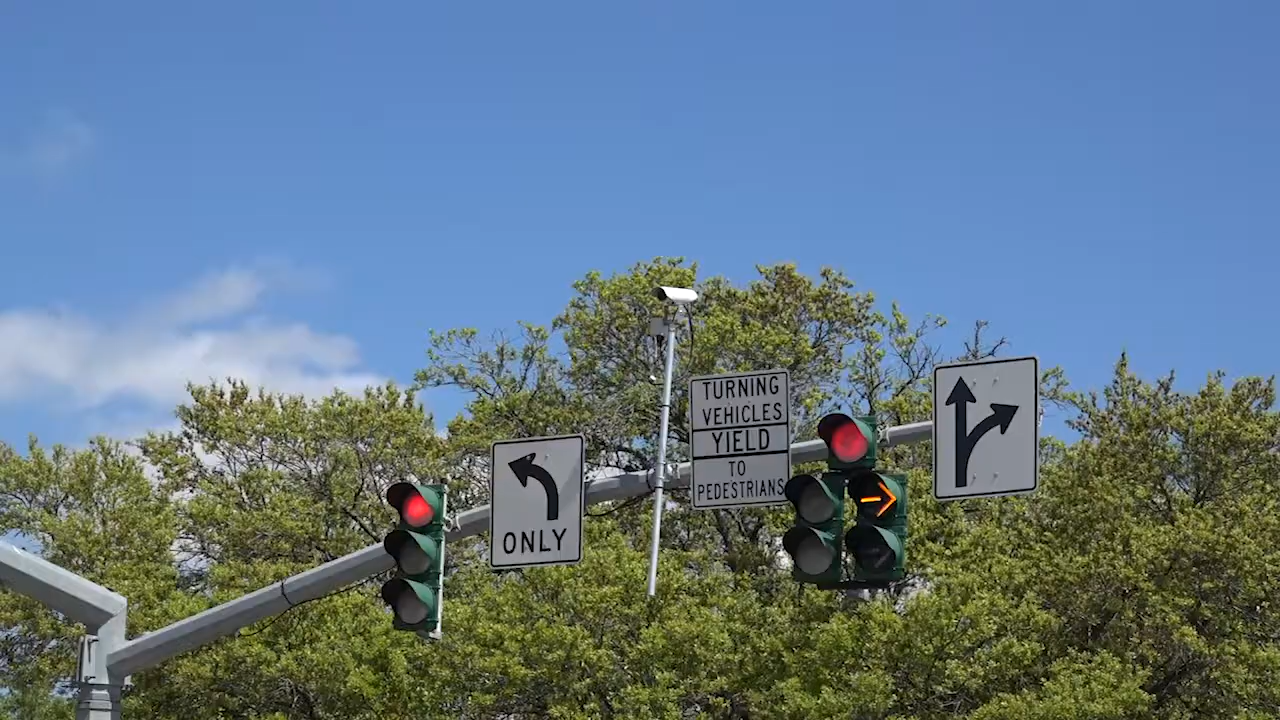 ONLY
TURNING
VEHICLES
YIELD
TO
PEDESTRIANS